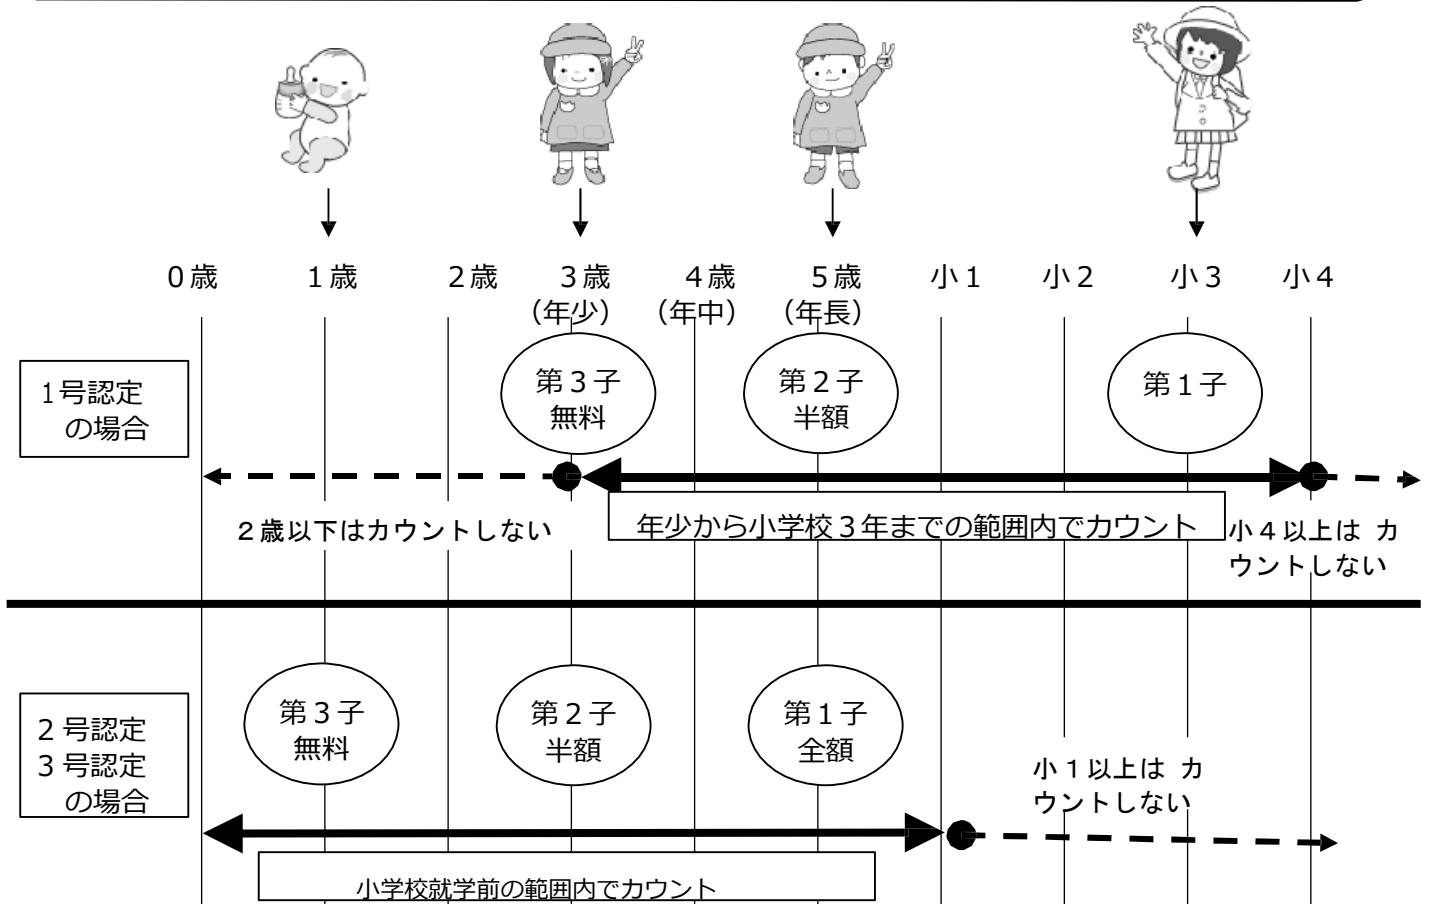 ０歳　１歳　２歳　３歳　４歳　５歳　小１　小２　小３　小４
（年少）　（年中）　（年長）
1号認定
の場合
第３子
無料
第２子
半額
第１子
２歳以下はカウントしない
年少から小学校３年までの範囲内でカウント
小４以上は カ
ウントしない
２号認定
３号認定
の場合
第３子
無料
第２子
半額
第１子
全額
小１以上は カ
ウントしない
小学校就学前の範囲内でカウント